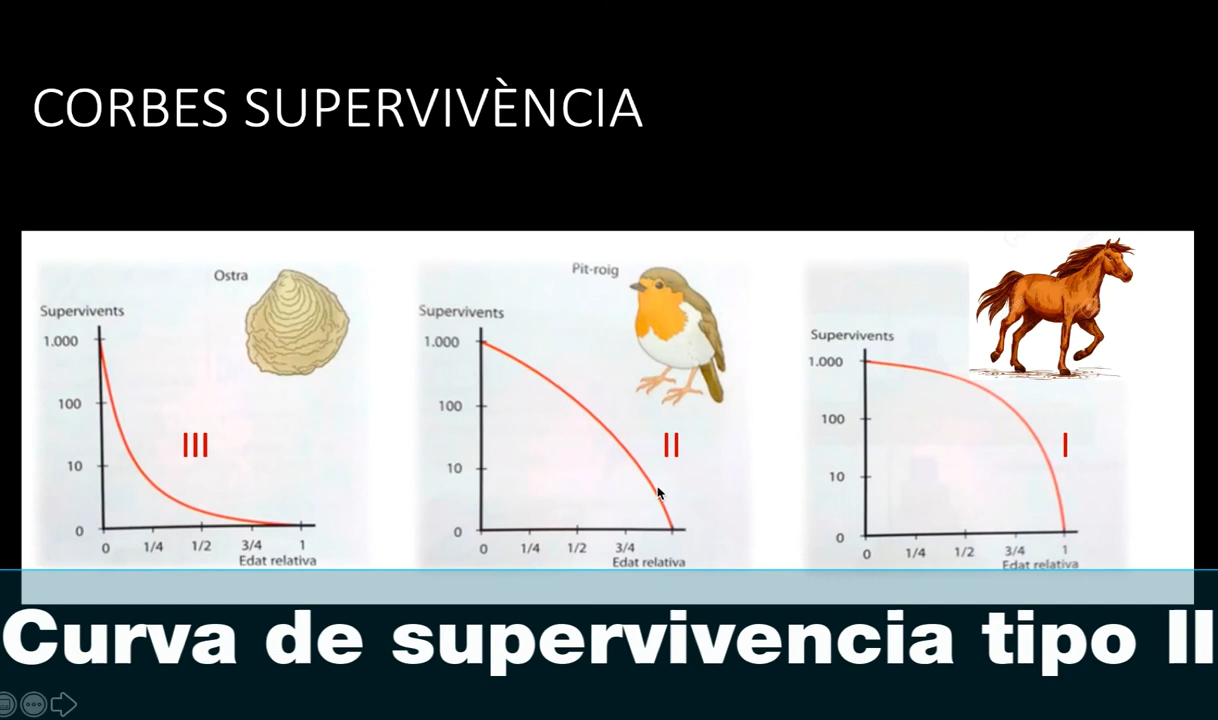 CORBES SUPERVIVÈNCIA
Ostra
Supervivents
1.000
100
10
0
III
0 1/4 1/2 3/4 1
Edat relativa
Pit-roig
Supervivents
1.000
100
10
0
II
0 1/4 1/2 3/4
Edat relativa
Supervivents
1.000
100
10
0
I
0 1/4 1/2 3/4 1
Edat relativa
Curva de supervivencia tipo II